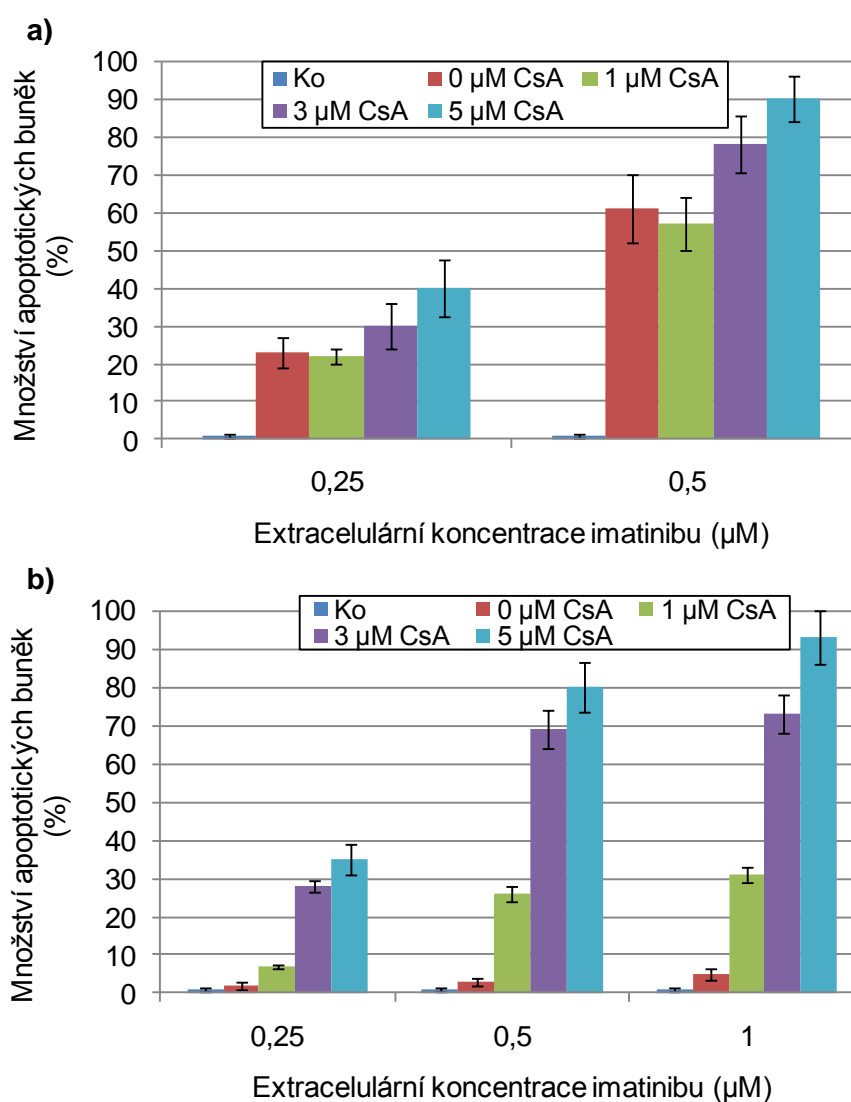 a)
100
90
80
70
60
50
40
30
20
10
0
Množství apoptotických buněk
(%)
Ko 0 µM CsA 1 µM CsA
3 µM CsA 5 µM CsA
0,25 0,5
Extracelulární koncentrace imatinibu (µM)
b)
100
90
80
70
60
50
40
30
20
10
0
Množství apoptotických buněk
(%)
Ko 0 µM CsA 1 µM CsA
3 µM CsA 5 µM CsA
0,25 0,5 1
Extracelulární koncentrace imatinibu (µM)